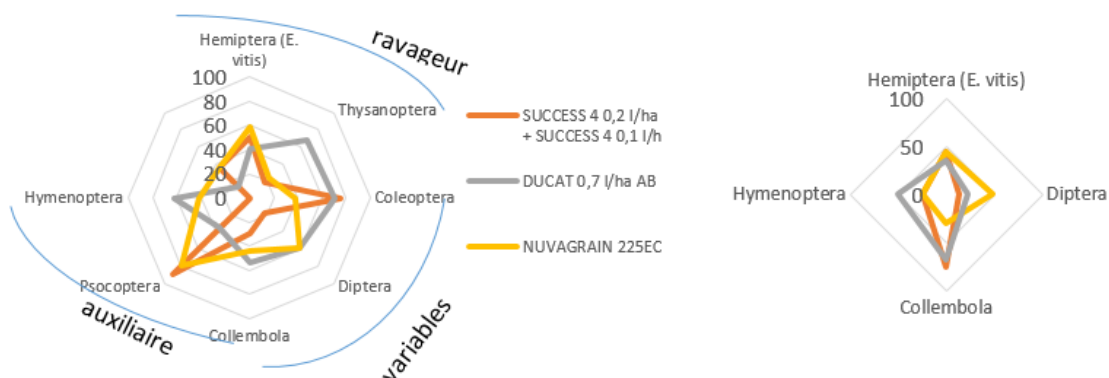 Hemiptera (E.
vitis)
ravageur
100
80
60
40
20
0
Thysanoptera
Coleoptera
Diptera
Collembola
Psocoptera
Hymenoptera
auxiliaire
variables
SUCCESS 4 0,2 l/ha
+ SUCCESS 4 0,1 l/h
DUCAT 0,7 l/ha AB
NUVAGRAIN 225EC
Hemiptera (E. vitis)
100
50
0
Hymenoptera
Diptera
Collembola